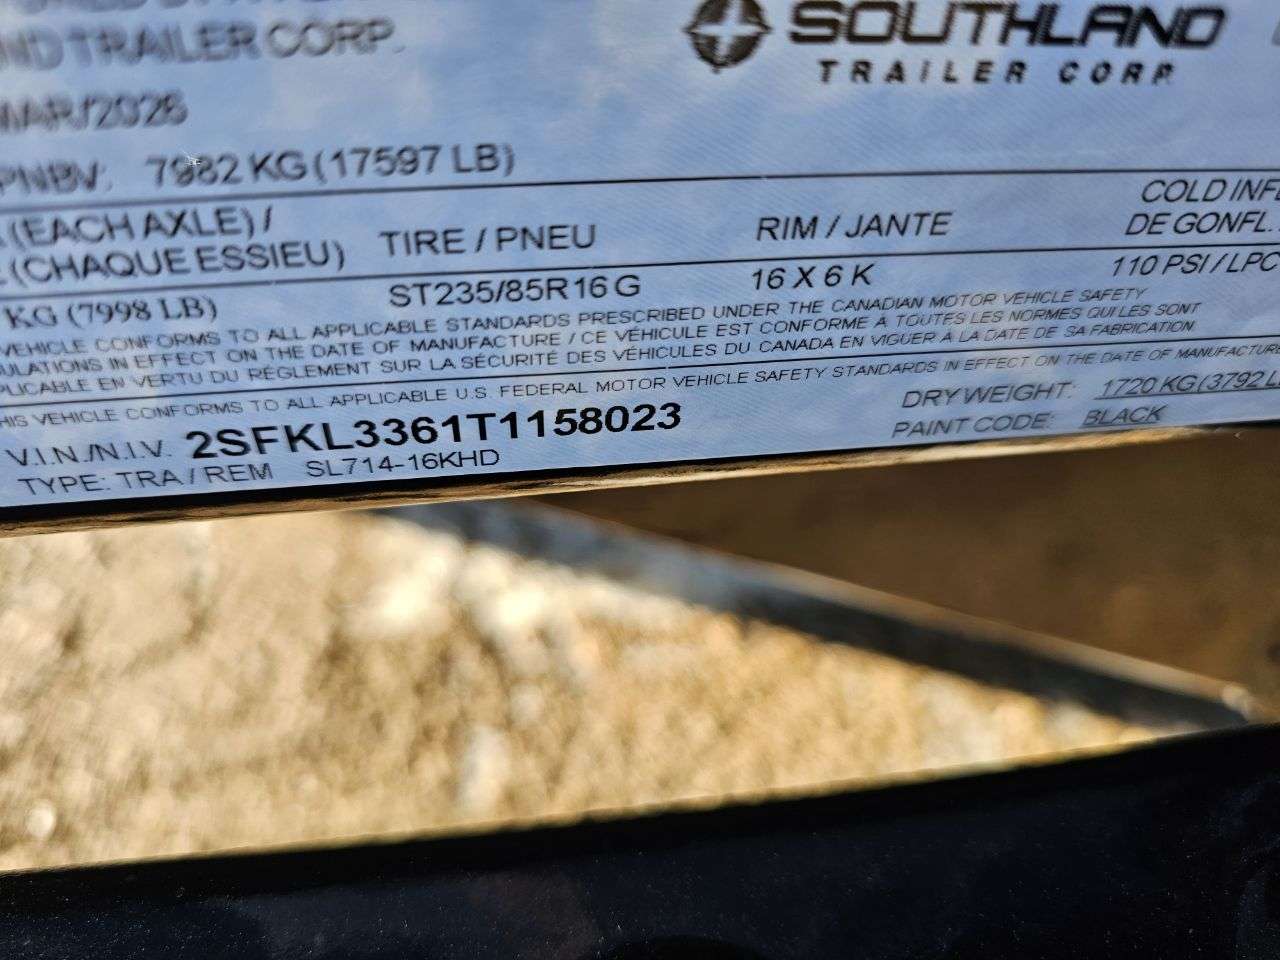 ND TRAILER CORP.
SOUTHLAND
TRAILER CORP.
MAR/2026
PNBV: 7982 KG (17597 LB)
(EACH AXLE) /
(CHAQUE ESSIEU)
TIRE / PNEU
RIM / JANTE
COLD INFL
DE GONFL.
KG (7998 LB)
ST235/85R16 G
16 X 6 K
110 PSI / LPC
VEHICLE CONFORMS TO ALL APPLICABLE STANDARDS PRESCRIBED UNDER THE CANADIAN MOTOR VEHICLE SAFETY
ULATIONS IN EFFECT ON THE DATE OF MANUFACTURE / CE VÉHICULE EST CONFORME À TOUTES LES NORMES QUI LES SONT
PLICABLE EN VERTU DU RÉGLEMENT SUR LA SÉCURITÉ DES VÉHICULES DU CANADA EN VIGUER À LA DATE DE SA FABRICATION
HIS VEHICLE CONFORMS TO ALL APPLICABLE U.S. FEDERAL MOTOR VEHICLE SAFETY STANDARDS IN EFFECT ON THE DATE OF MANUFACTURE
V.I.N./N.I.V. 2SFKL3361T1158023
DRY WEIGHT: 1720 KG (3792 L
TYPE: TRA / REM SL714-16KHD
PAINT CODE: BLACK